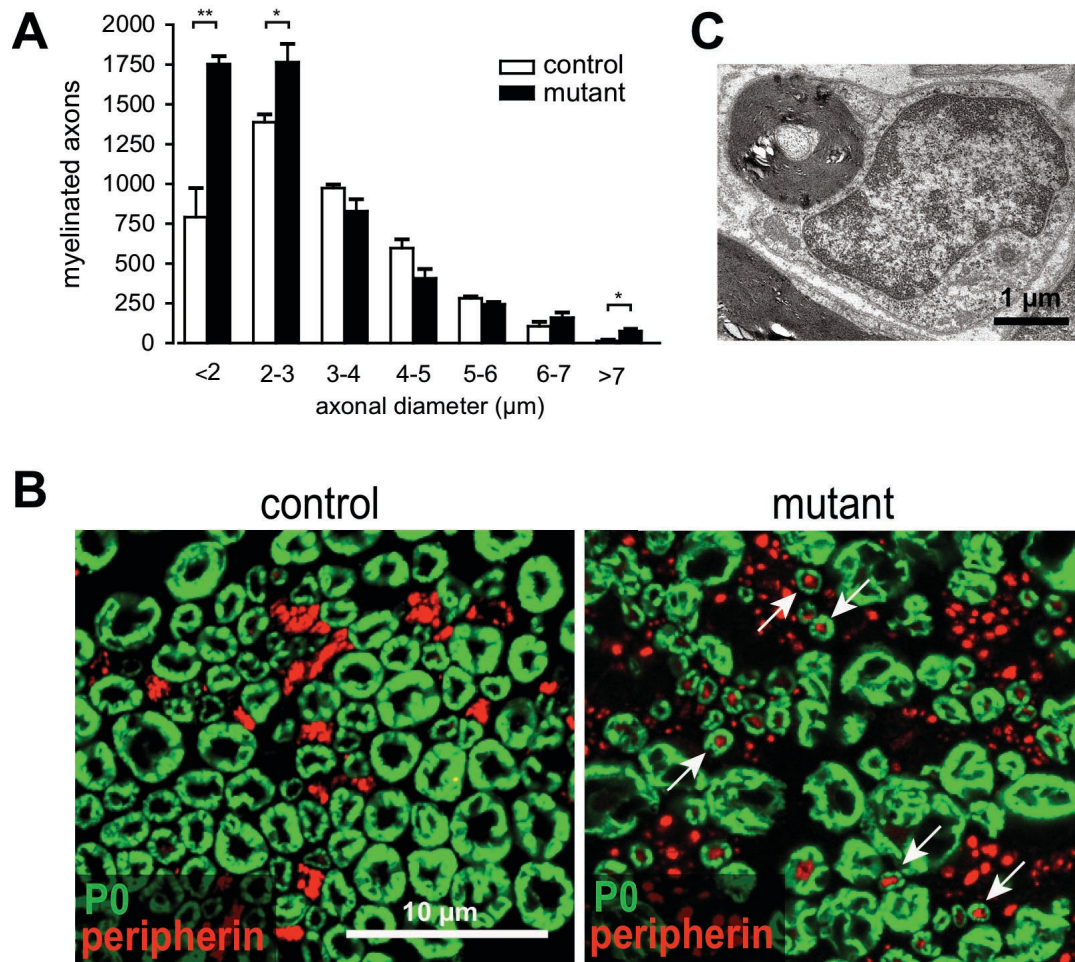 A
2000
1750
1500
1250
1000
750
500
250
0
myelinated axons
** * *
control
mutant
<2 2-3 3-4 4-5 5-6 6-7 >7
axonal diameter (µm)
C
1 µm
B
control mutant
P0
peripherin
10 µm
P0
peripherin